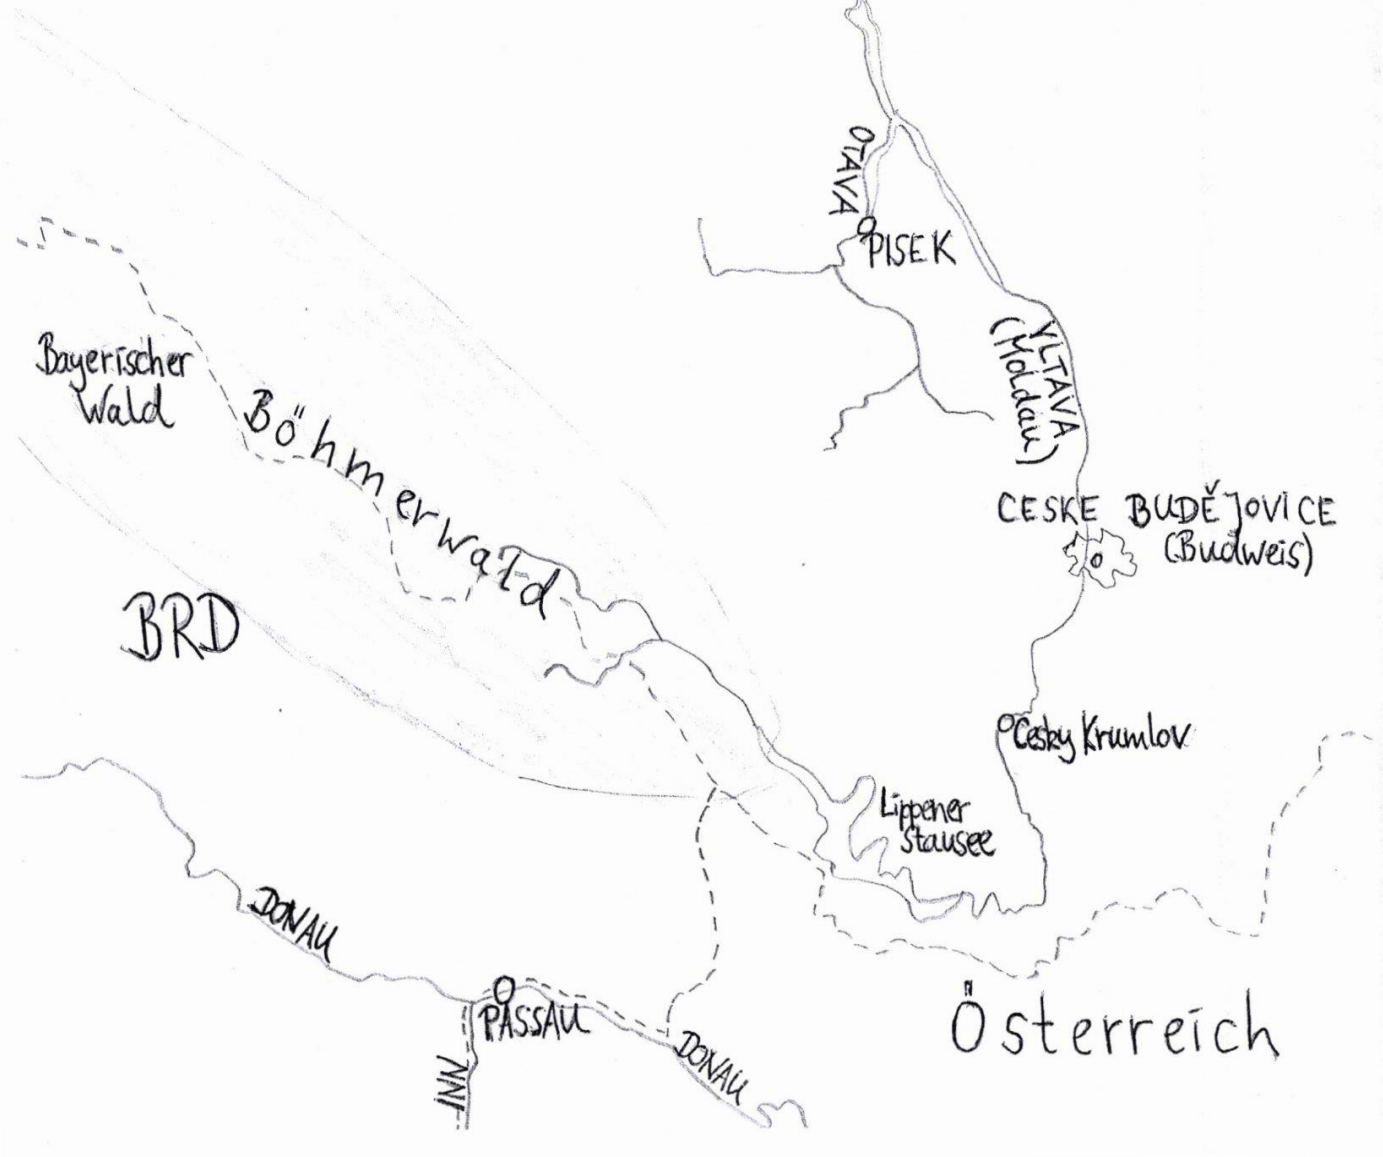 OTAVA
PISEK
VLTAVA
(Moldau)
Bayerischer
Wald
Böhmerwald
CESKE BUDĚJOVICE
(Budweis)
BRD
Cesky Krumlov
Lippener
Stausee
DONAU
PASSAU
INN
DONAU
Österreich